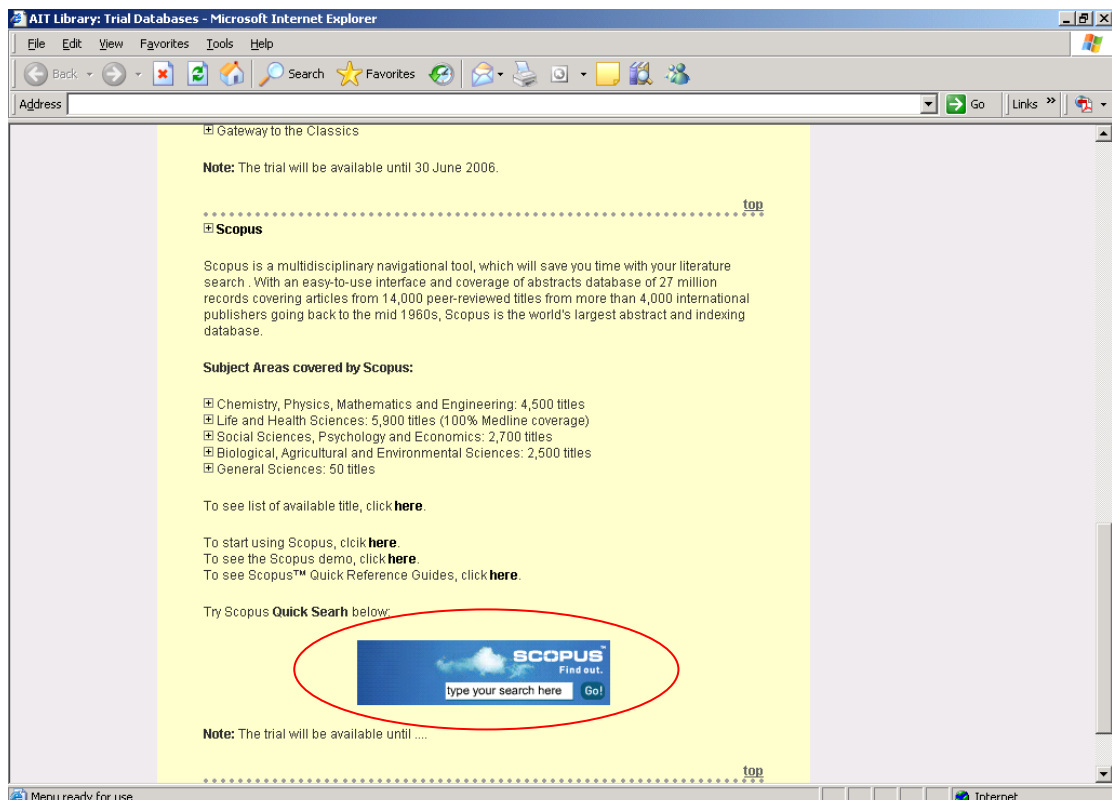 AIT Library: Trial Databases - Microsoft Internet Explorer
File Edit View Favorites Tools Help
Back Search Favorites
Address Go Links »
Gateway to the Classics
Note: The trial will be available until 30 June 2006.
top
Scopus
Scopus is a multidisciplinary navigational tool, which will save you time with your literature
search . With an easy-to-use interface and coverage of abstracts database of 27 million
records covering articles from 14,000 peer-reviewed titles from more than 4,000 international
publishers going back to the mid 1960s, Scopus is the world's largest abstract and indexing
database.
Subject Areas covered by Scopus:
Chemistry, Physics, Mathematics and Engineering: 4,500 titles
Life and Health Sciences: 5,900 titles (100% Medline coverage)
Social Sciences, Psychology and Economics: 2,700 titles
Biological, Agricultural and Environmental Sciences: 2,500 titles
General Sciences: 50 titles
To see list of available title, click here.
To start using Scopus, clcik here.
To see the Scopus demo, click here.
To see Scopus™ Quick Reference Guides, click here.
Try Scopus Quick Searh below:
SCOPUS™
Find out.
type your search here Go!
Note: The trial will be available until ....
top
Menu ready for use Internet